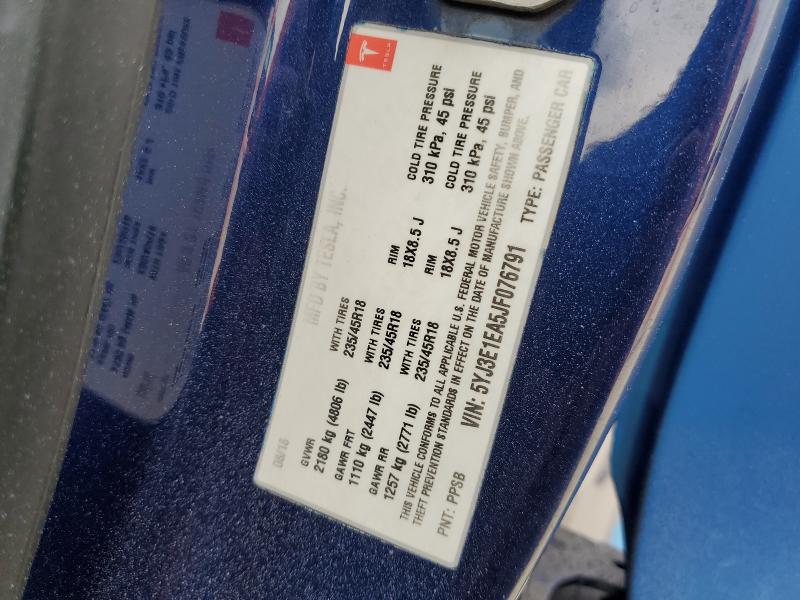 TESLA
MFD BY TESLA, INC.
08/18
GVWR
2180 kg (4806 lb)
GAWR FRT WITH TIRES RIM COLD TIRE PRESSURE
1110 kg (2447 lb) 235/45R18 18X8.5 J 310 kPa, 45 psi
GAWR RR WITH TIRES RIM COLD TIRE PRESSURE
1257 kg (2771 lb) 235/45R18 18X8.5 J 310 kPa, 45 psi
WITH TIRES
235/45R18
THIS VEHICLE CONFORMS TO ALL APPLICABLE U.S. FEDERAL MOTOR VEHICLE SAFETY, BUMPER, AND
THEFT PREVENTION STANDARDS IN EFFECT ON THE DATE OF MANUFACTURE SHOWN ABOVE.
VIN: 5YJ3E1EA5JF076791
PNT: PPSB TYPE: PASSENGER CAR